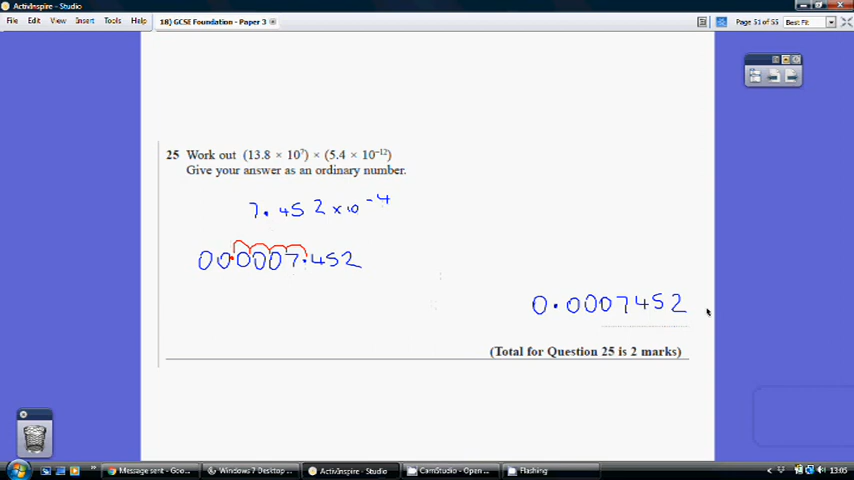 ActivInspire - Studio
File Edit View Insert Tools Help
18) GCSE Foundation - Paper 3
Page 51 of 55
Best Fit
25 Work out (13.8 × 10⁷) × (5.4 × 10⁻¹²)
Give your answer as an ordinary number.
7.452 × 10⁻⁴
00.00007.452
0.0007452
(Total for Question 25 is 2 marks)
Message sent - Goo...
Windows 7 Desktop ...
ActivInspire - Studio
CamStudio - Open ...
Flashing
13:05